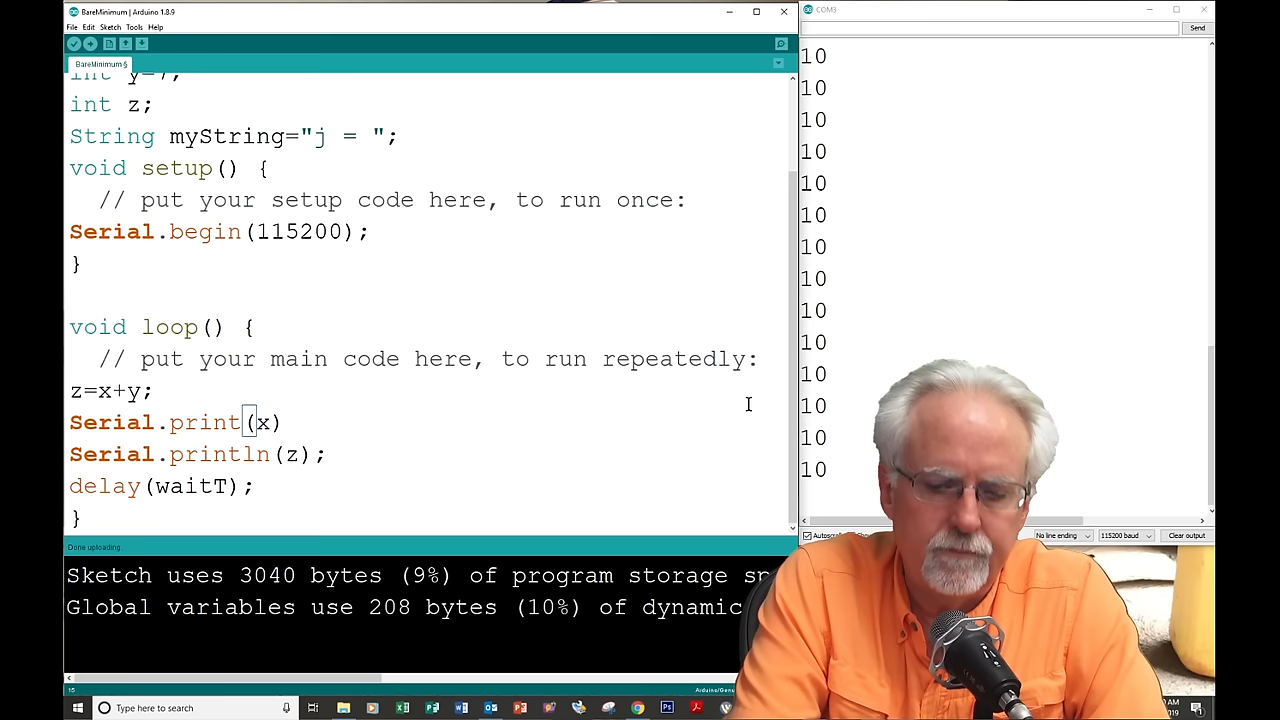 BareMinimum | Arduino 1.8.9
File Edit Sketch Tools Help
BareMinimum §
int y=7;
int z;
String myString="j = ";
void setup() {
// put your setup code here, to run once:
Serial.begin(115200);
}
void loop() {
// put your main code here, to run repeatedly:
z=x+y;
Serial.print(x)
Serial.println(z);
delay(waitT);
}
Done uploading.
Sketch uses 3040 bytes (9%) of program storage
Global variables use 208 bytes (10%) of dynamic
15
Type here to search
COM3
Send
10
10
10
10
10
10
10
10
10
10
10
10
10
10
No line ending
115200 baud
Clear output